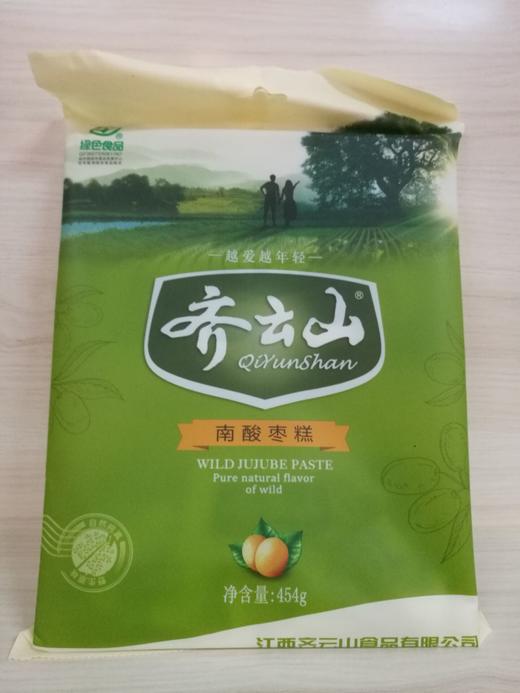 绿色食品
®
越爱越年轻
齐云山®
QiYunShan
南酸枣糕
WILD JUJUBE PASTE
Pure natural flavor
of wild
净含量:454g
江西齐云山食品有限公司